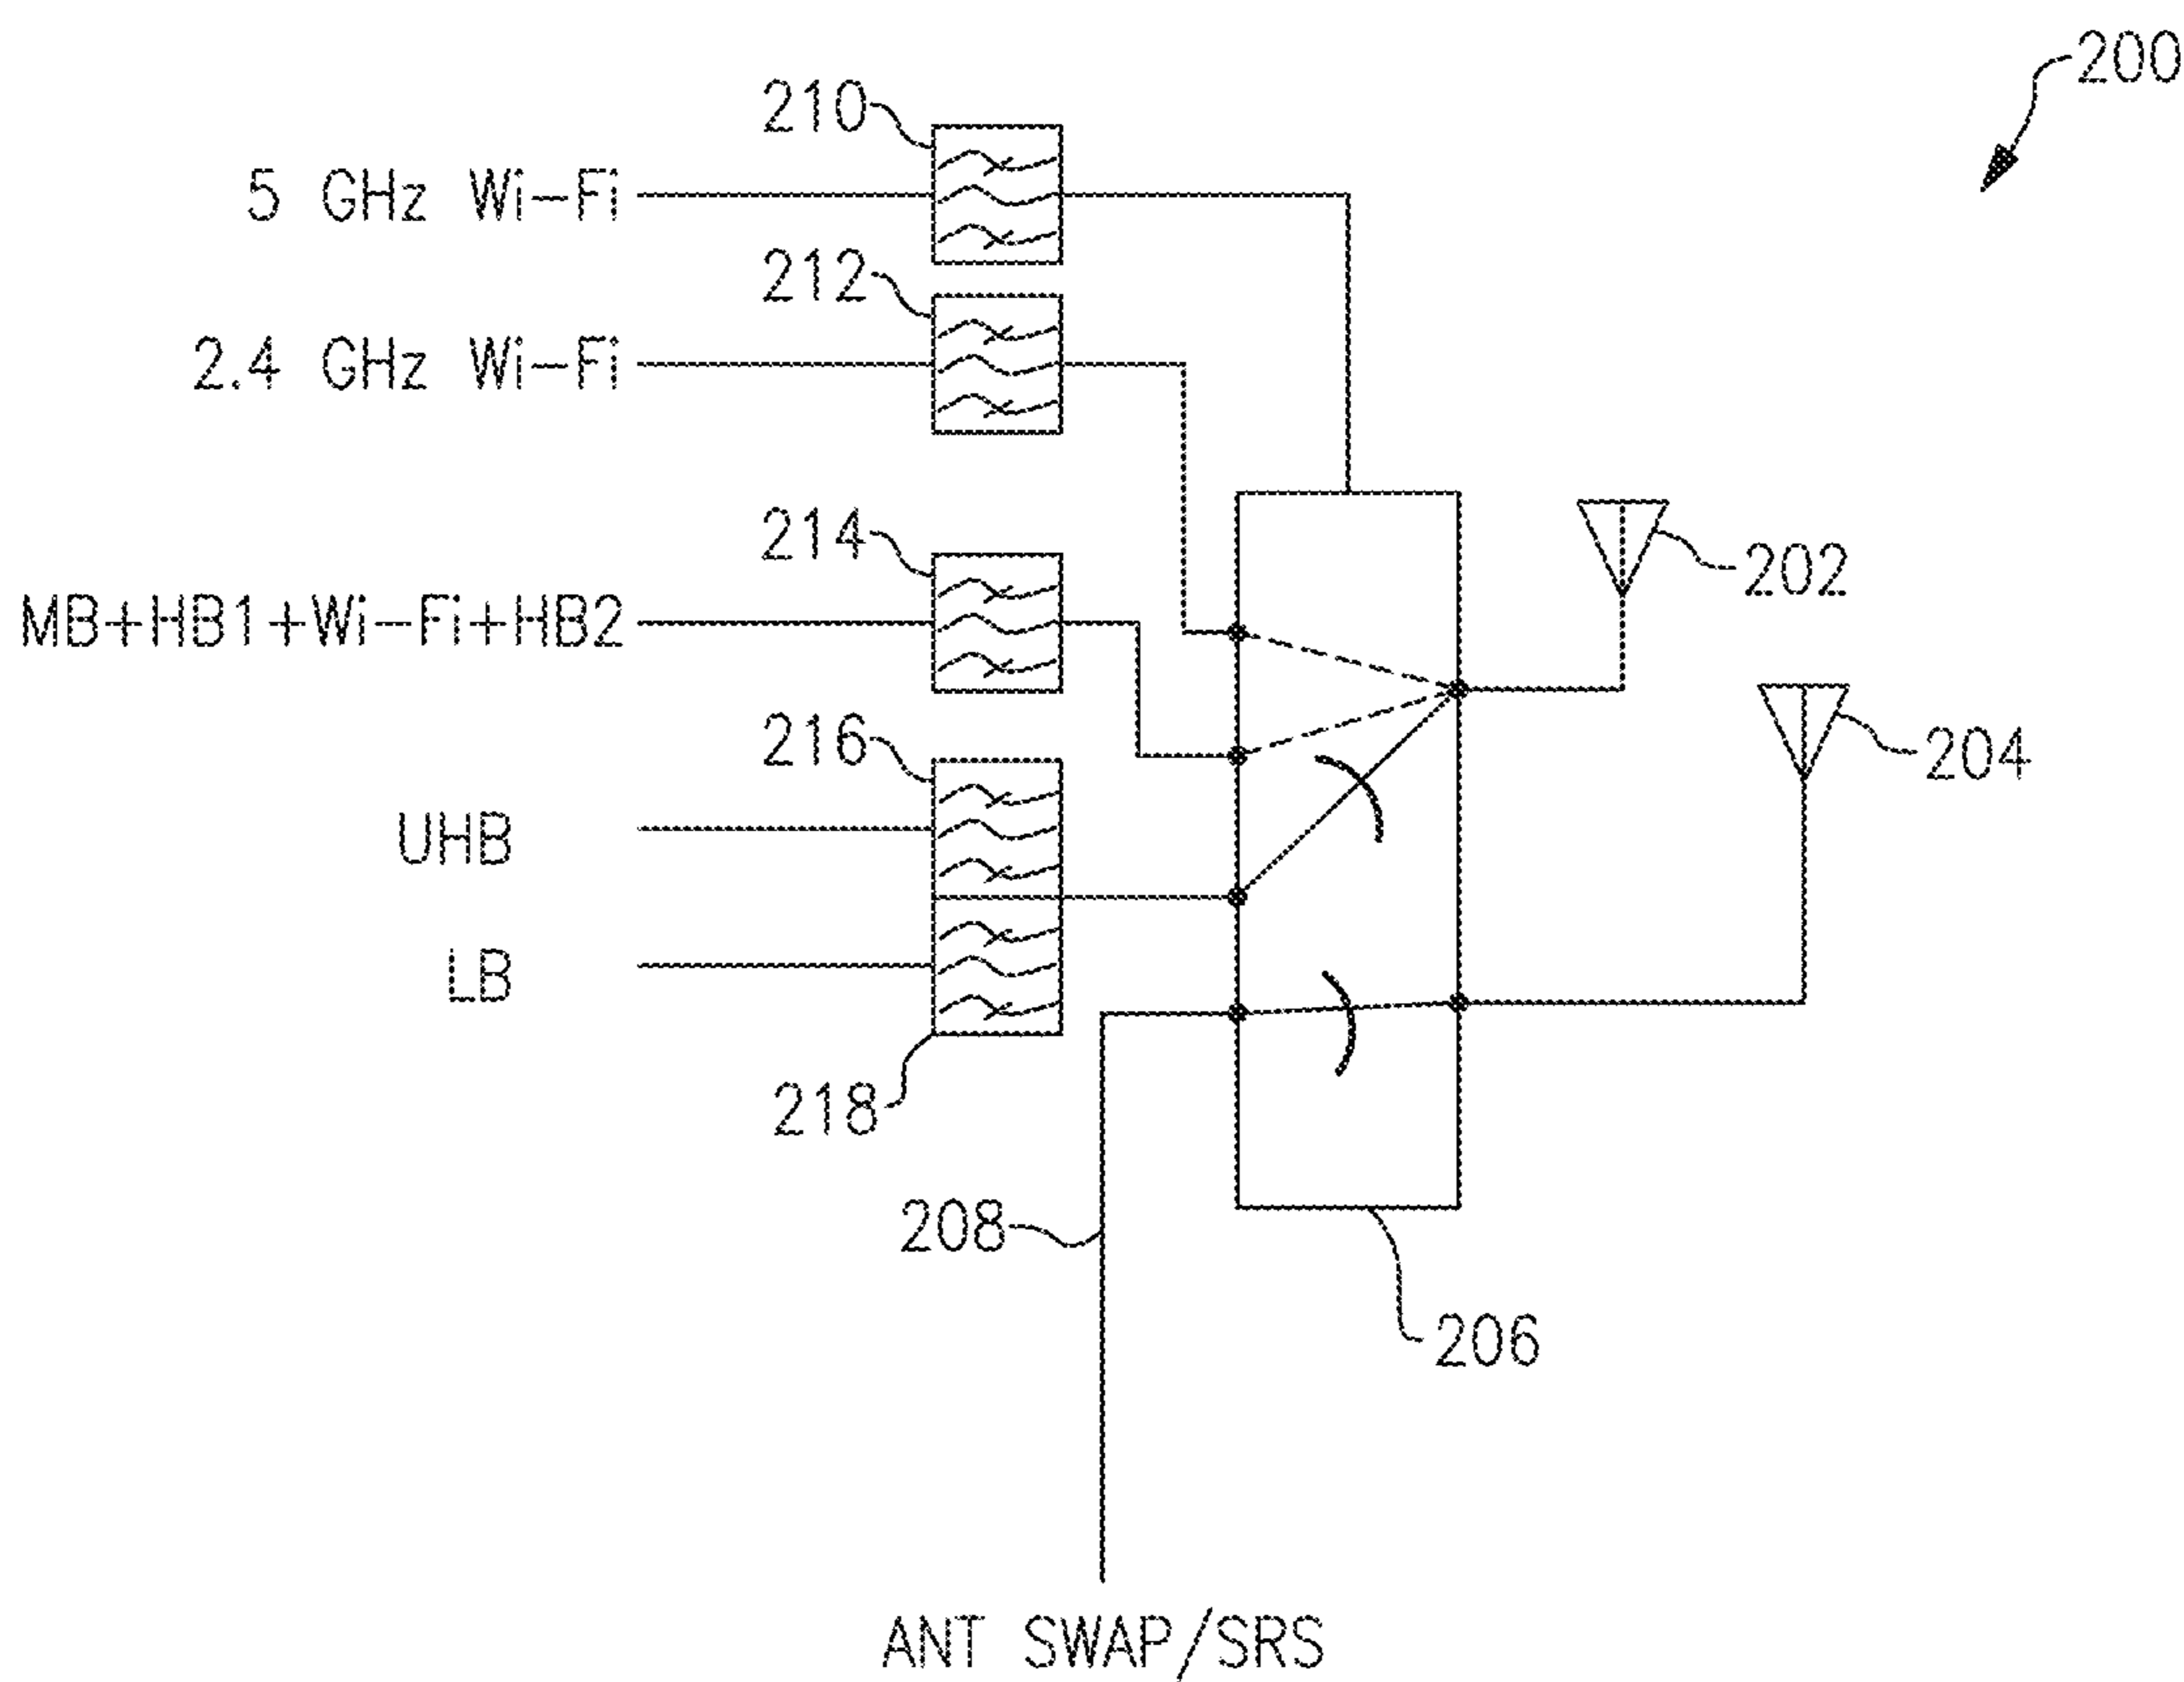 200
210
5 GHz Wi-Fi
212
2.4 GHz Wi-Fi
214
202
MB+HB1+Wi-Fi+HB2
216
204
UHB
LB
218
208
206
ANT SWAP/SRS